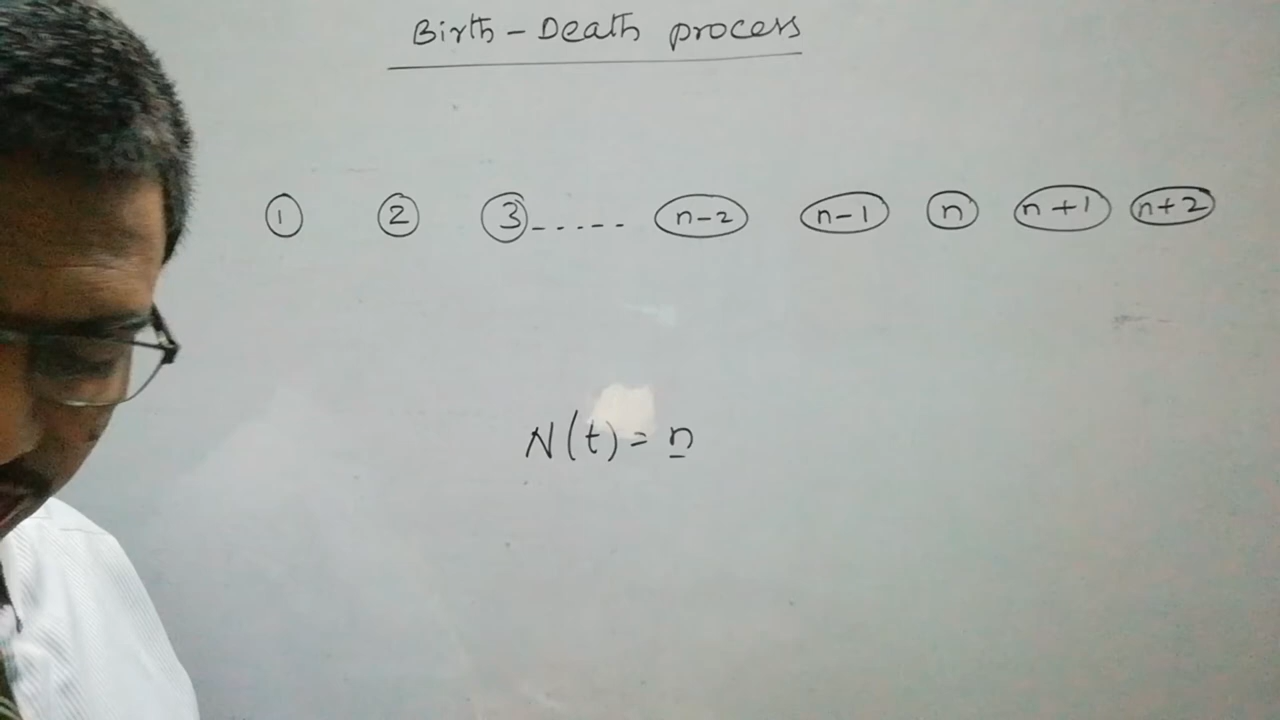 Birth - Death process
1 2 3 ----- n-2 n-1 n n+1 n+2
N(t) = n